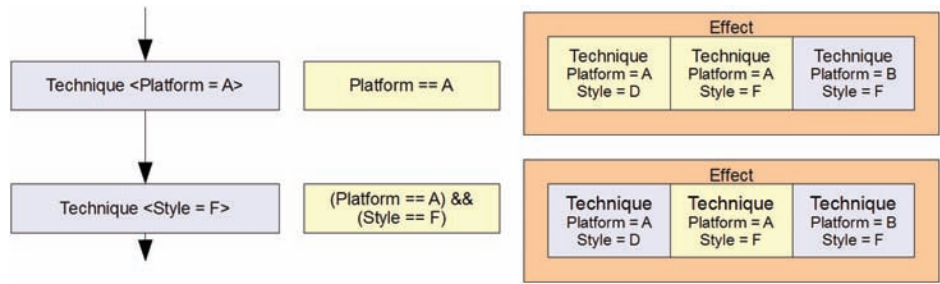 Technique <Platform = A>
Platform == A
Effect
Technique
Platform = A
Style = D
Technique
Platform = A
Style = F
Technique
Platform = B
Style = F
Technique <Style = F>
(Platform == A) &&
(Style == F)
Effect
Technique
Platform = A
Style = D
Technique
Platform = A
Style = F
Technique
Platform = B
Style = F